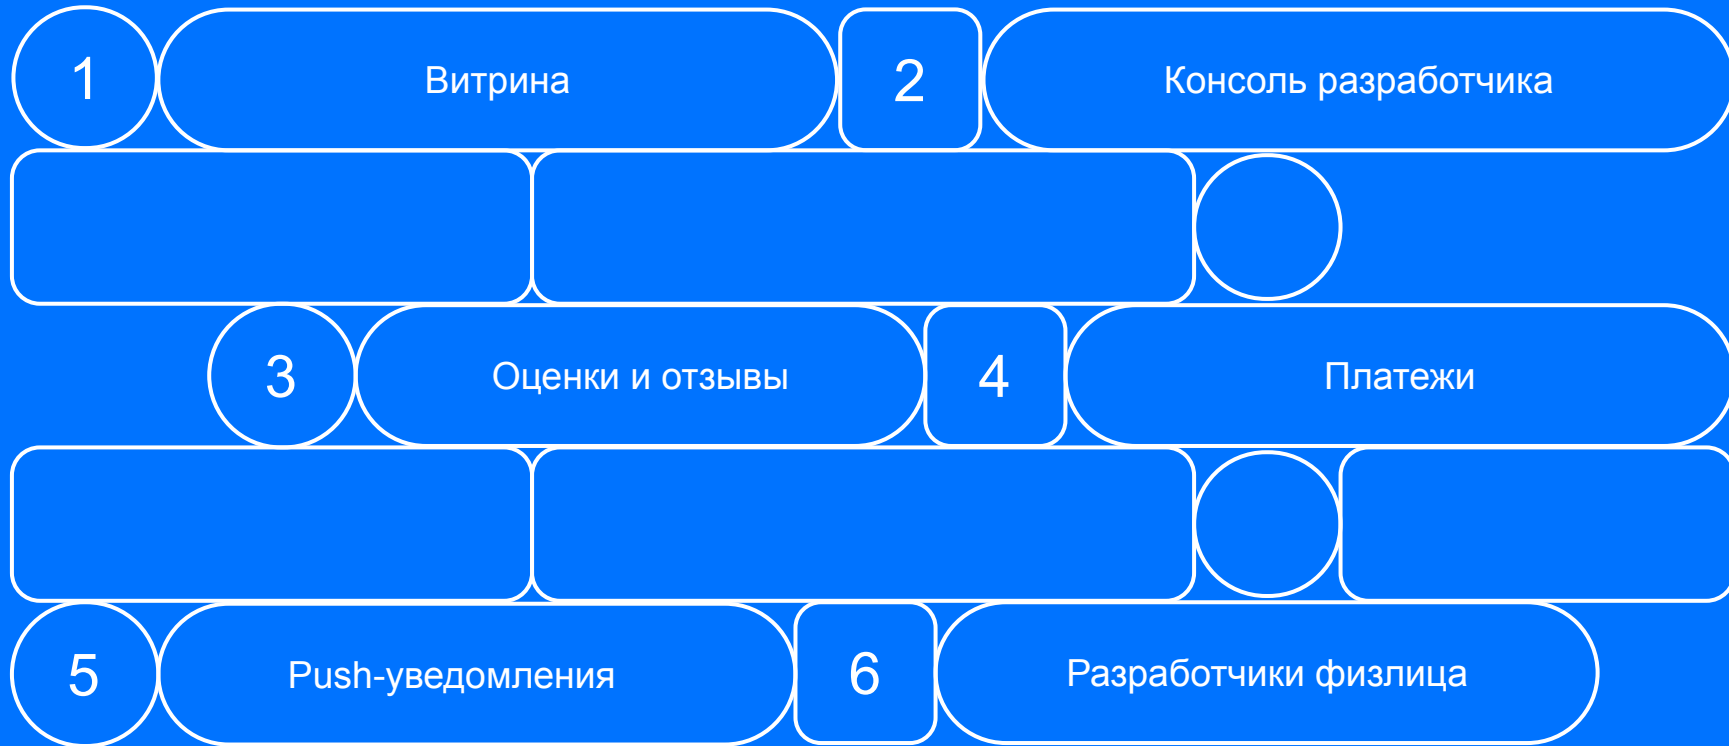 1
Витрина
2
Консоль разработчика
3
Оценки и отзывы
4
Платежи
5
Push-уведомления
6
Разработчики физлица